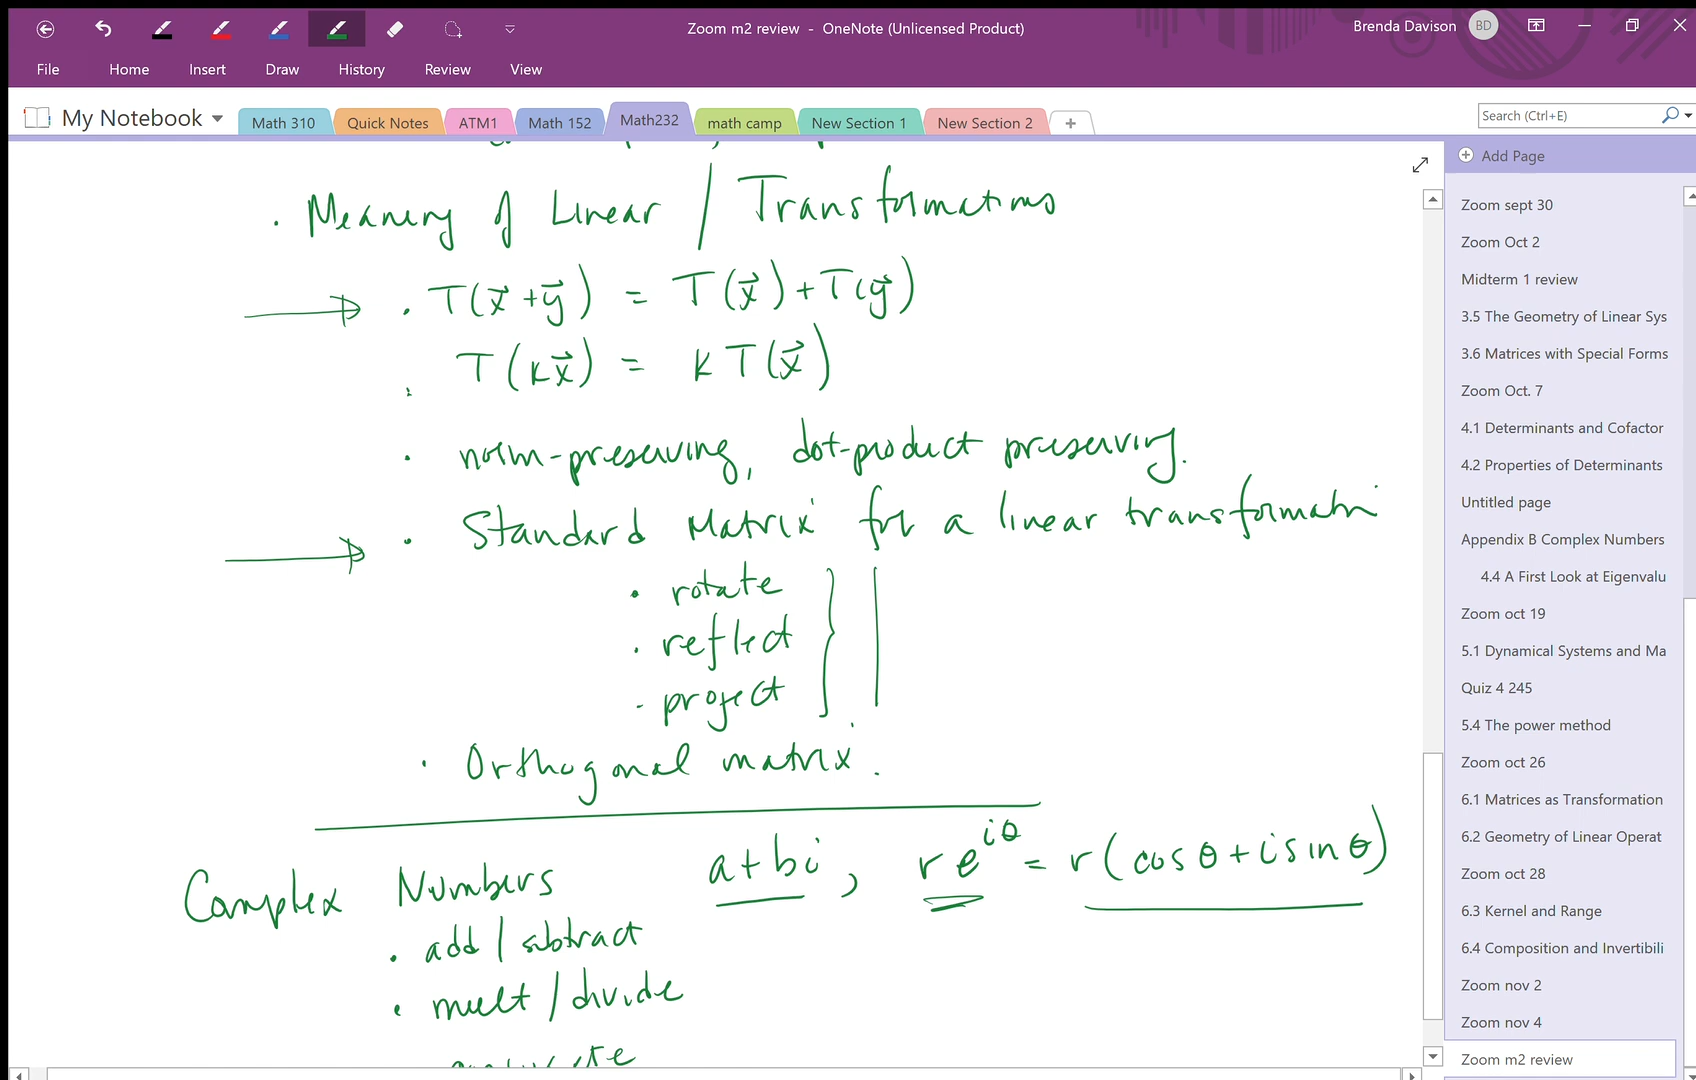 Zoom m2 review - OneNote (Unlicensed Product)
Brenda Davison
BD
File Home Insert Draw History Review View
My Notebook
Math 310
Quick Notes
ATM1
Math 152
Math232
math camp
New Section 1
New Section 2
+
Search (Ctrl+E)
Add Page
Zoom sept 30
Zoom Oct 2
Midterm 1 review
3.5 The Geometry of Linear Sys
3.6 Matrices with Special Forms
Zoom Oct. 7
4.1 Determinants and Cofactor
4.2 Properties of Determinants
Untitled page
Appendix B Complex Numbers
4.4 A First Look at Eigenvalu
Zoom oct 19
5.1 Dynamical Systems and Ma
Quiz 4 245
5.4 The power method
Zoom oct 26
6.1 Matrices as Transformation
6.2 Geometry of Linear Operat
Zoom oct 28
6.3 Kernel and Range
6.4 Composition and Invertibili
Zoom nov 2
Zoom nov 4
Zoom m2 review
· Meaning of Linear / Transformations
→ · T(x⃗ + y⃗) = T(x⃗) + T(y⃗)
· T(kx⃗) = k T(x⃗)
· norm-preserving, dot-product preserving.
→ · Standard Matrix for a linear transformatn
· rotate
· reflect
· project
· Orthogonal matrix.
Complex Numbers a+bi, re^{iθ} = r(cosθ + i sinθ)
· add / subtract
· mult / divide